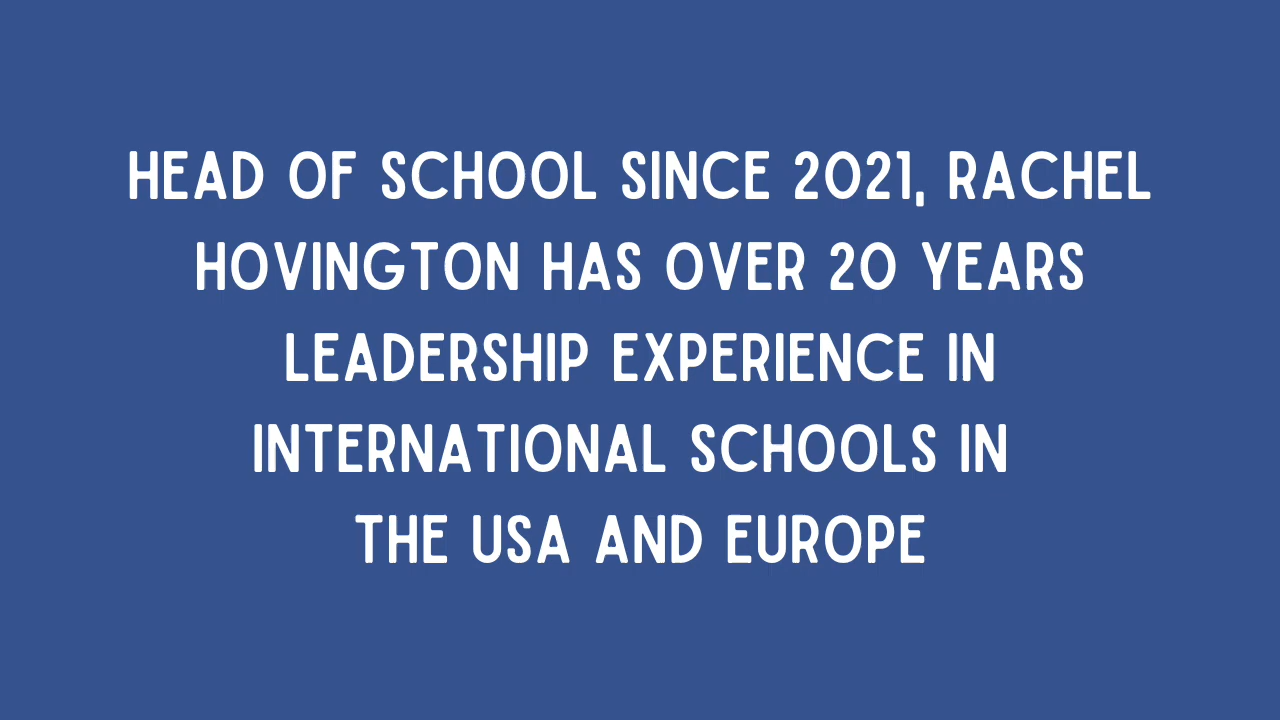 HEAD OF SCHOOL SINCE 2021, RACHEL
HOVINGTON HAS OVER 20 YEARS
LEADERSHIP EXPERIENCE IN
INTERNATIONAL SCHOOLS IN
THE USA AND EUROPE